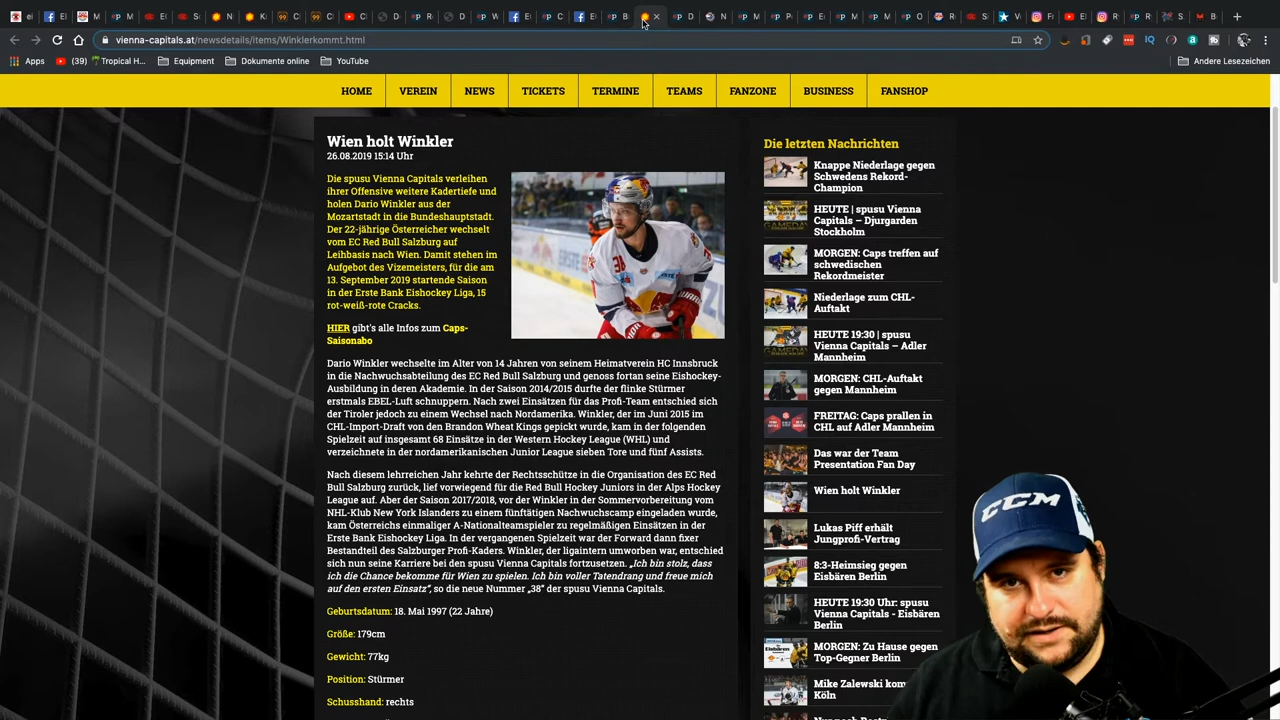 vienna-capitals.at/newsdetails/items/Winklerkommt.html
Apps
(39)
Tropical H...
Equipment
Dokumente online
YouTube
Andere Lesezeichen
HOME
VEREIN
NEWS
TICKETS
TERMINE
TEAMS
FANZONE
BUSINESS
FANSHOP
Wien holt Winkler
26.08.2019 15:14 Uhr
Die spusu Vienna Capitals verleihen
ihrer Offensive weitere Kadertiefe und
holen Dario Winkler aus der
Mozartstadt in die Bundeshauptstadt.
Der 22-jährige Österreicher wechselt
vom EC Red Bull Salzburg auf
Leihbasis nach Wien. Damit stehen im
Aufgebot des Vizemeisters, für die am
13. September 2019 startende Saison
in der Erste Bank Eishockey Liga, 15
rot-weiß-rote Cracks.
HIER gibt's alle Infos zum Caps-
Saisonabo
Dario Winkler wechselte im Alter von 14 Jahren von seinem Heimatverein HC Innsbruck
in die Nachwuchsabteilung des EC Red Bull Salzburg und genoss fortan seine Eishockey-
Ausbildung in deren Akademie. In der Saison 2014/2015 durfte der flinke Stürmer
erstmals EBEL-Luft schnuppern. Nach zwei Einsätzen für das Profi-Team entschied sich
der Tiroler jedoch zu einem Wechsel nach Nordamerika. Winkler, der im Juni 2015 im
CHL-Import-Draft von den Brandon Wheat Kings gepickt wurde, kam in der folgenden
Spielzeit auf insgesamt 68 Einsätze in der Western Hockey League (WHL) und
verzeichnete in der nordamerikanischen Junior League sieben Tore und fünf Assists.
Nach diesem lehrreichen Jahr kehrte der Rechtsschütze in die Organisation des EC Red
Bull Salzburg zurück, lief vorwiegend für die Red Bull Hockey Juniors in der Alps Hockey
League auf. Aber der Saison 2017/2018, vor der Winkler in der Sommervorbereitung vom
NHL-Klub New York Islanders zu einem fünftätigen Nachwuchscamp eingeladen wurde,
kam Österreichs einmaliger A-Nationalteamspieler zu regelmäßigen Einsätzen in der
Erste Bank Eishockey Liga. In der vergangenen Spielzeit war der Forward dann fixer
Bestandteil des Salzburger Profi-Kaders. Winkler, der ligaintern umworben war, entschied
sich nun seine Karriere bei den spusu Vienna Capitals fortzusetzen. „Ich bin stolz, dass
ich die Chance bekomme für Wien zu spielen. Ich bin voller Tatendrang und freue mich
auf den ersten Einsatz", so die neue Nummer „38" der spusu Vienna Capitals.
Geburtsdatum: 18. Mai 1997 (22 Jahre)
Größe: 179cm
Gewicht: 77kg
Position: Stürmer
Schusshand: rechts
Die letzten Nachrichten
Knappe Niederlage gegen
Schwedens Rekord-
Champion
HEUTE | spusu
Vienna Capitals – Djurgarden
Stockholm
MORGEN: Caps treffen auf
schwedischen
Rekordmeister
Niederlage zum CHL-
Auftakt
HEUTE 19:30 | spusu
Vienna Capitals – Adler
Mannheim
MORGEN: CHL-Auftakt
gegen Mannheim
FREITAG: Caps prallen in
CHL auf Adler Mannheim
Das war der Team
Presentation Fan Day
Wien holt Winkler
Lukas Piff erhält
Jungprofi-Vertrag
8:3-Heimsieg gegen
Eisbären Berlin
HEUTE 19:30 Uhr: spusu
Vienna Capitals - Eisbären
Berlin
MORGEN: Zu Hause gegen
Top-Gegner Berlin
Mike Zalewski
Köln
CCM